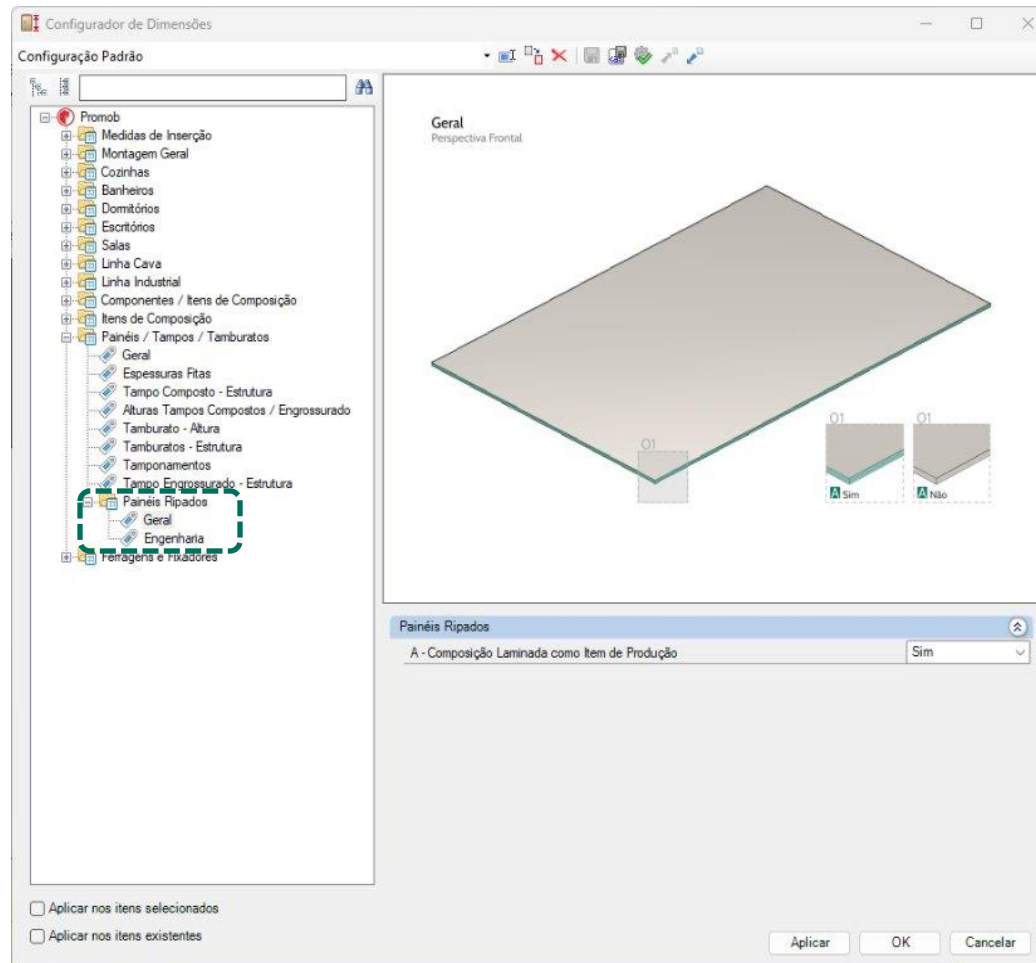 Configurador de Dimensões
Configuração Padrão
Promob
Medidas de Inserção
Montagem Geral
Cozinhas
Banheiros
Dormitórios
Escritórios
Salas
Linha Cava
Linha Industrial
Componentes / Itens de Composição
Itens de Composição
Painéis / Tampos / Tamburatos
Geral
Espessuras Fitas
Tampo Composto - Estrutura
Alturas Tampos Compostos / Engrossurado
Tamburato - Altura
Tamburatos - Estrutura
Tamponamentos
Tampo Engrossurado - Estrutura
Painéis Ripados
Geral
Engenharia
Ferragens e Fixadores
Geral
Perspectiva Frontal
01
01
01
A Sim
A Não
Painéis Ripados
A - Composição Laminada como Item de Produção
Sim
Aplicar nos itens selecionados
Aplicar nos itens existentes
Aplicar
OK
Cancelar